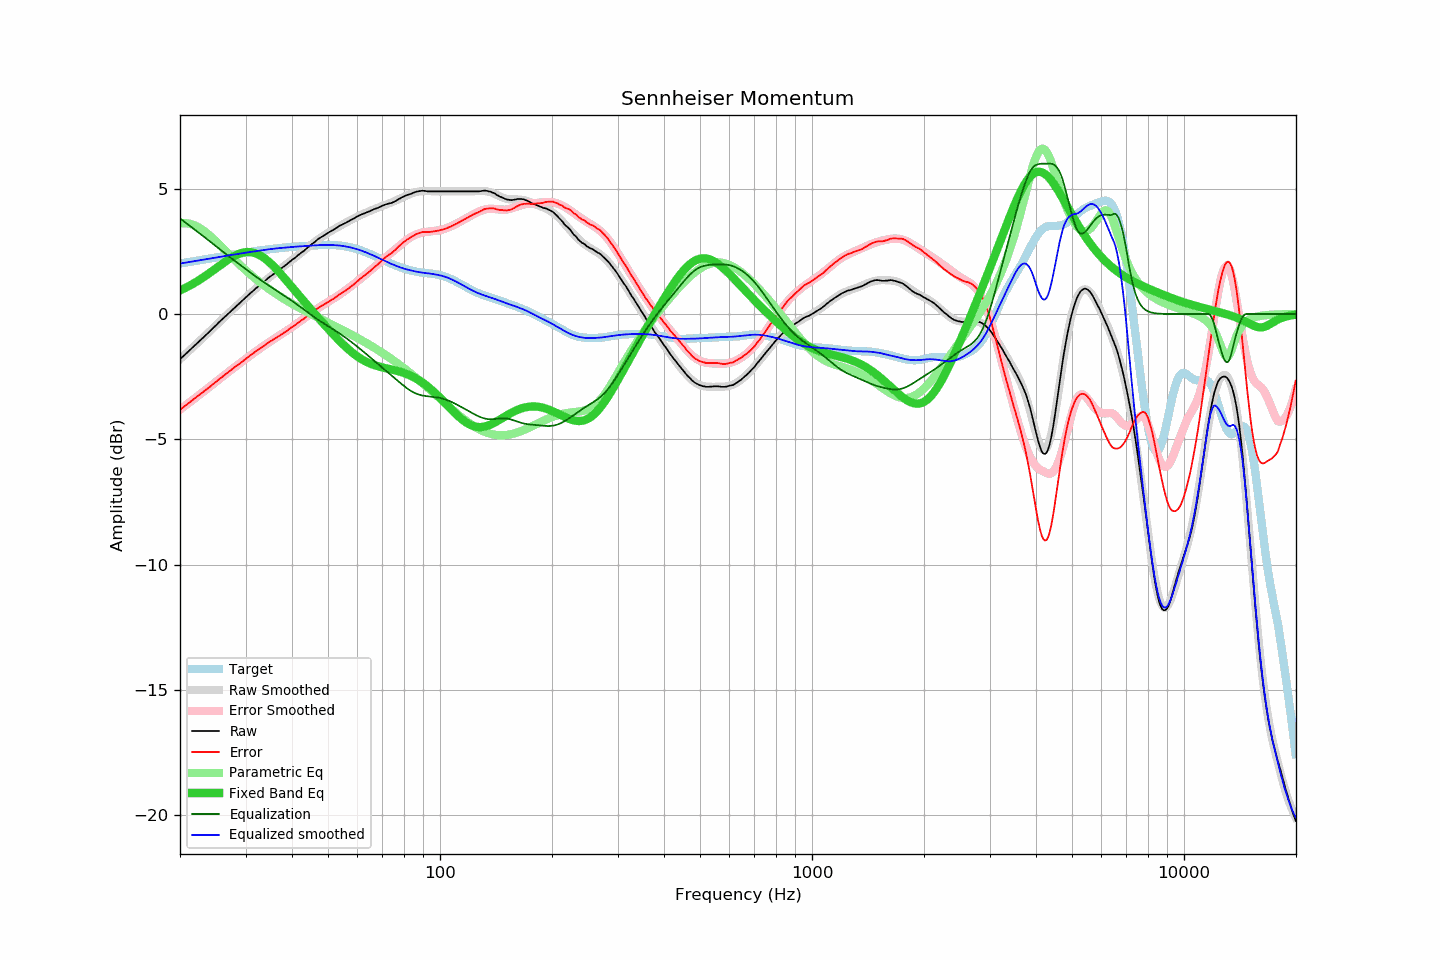 Sennheiser Momentum
Amplitude (dBr)
5
0
−5
−10
−15
−20
Target
Raw Smoothed
Error Smoothed
Raw
Error
Parametric Eq
Fixed Band Eq
Equalization
Equalized smoothed
100
1000
10000
Frequency (Hz)